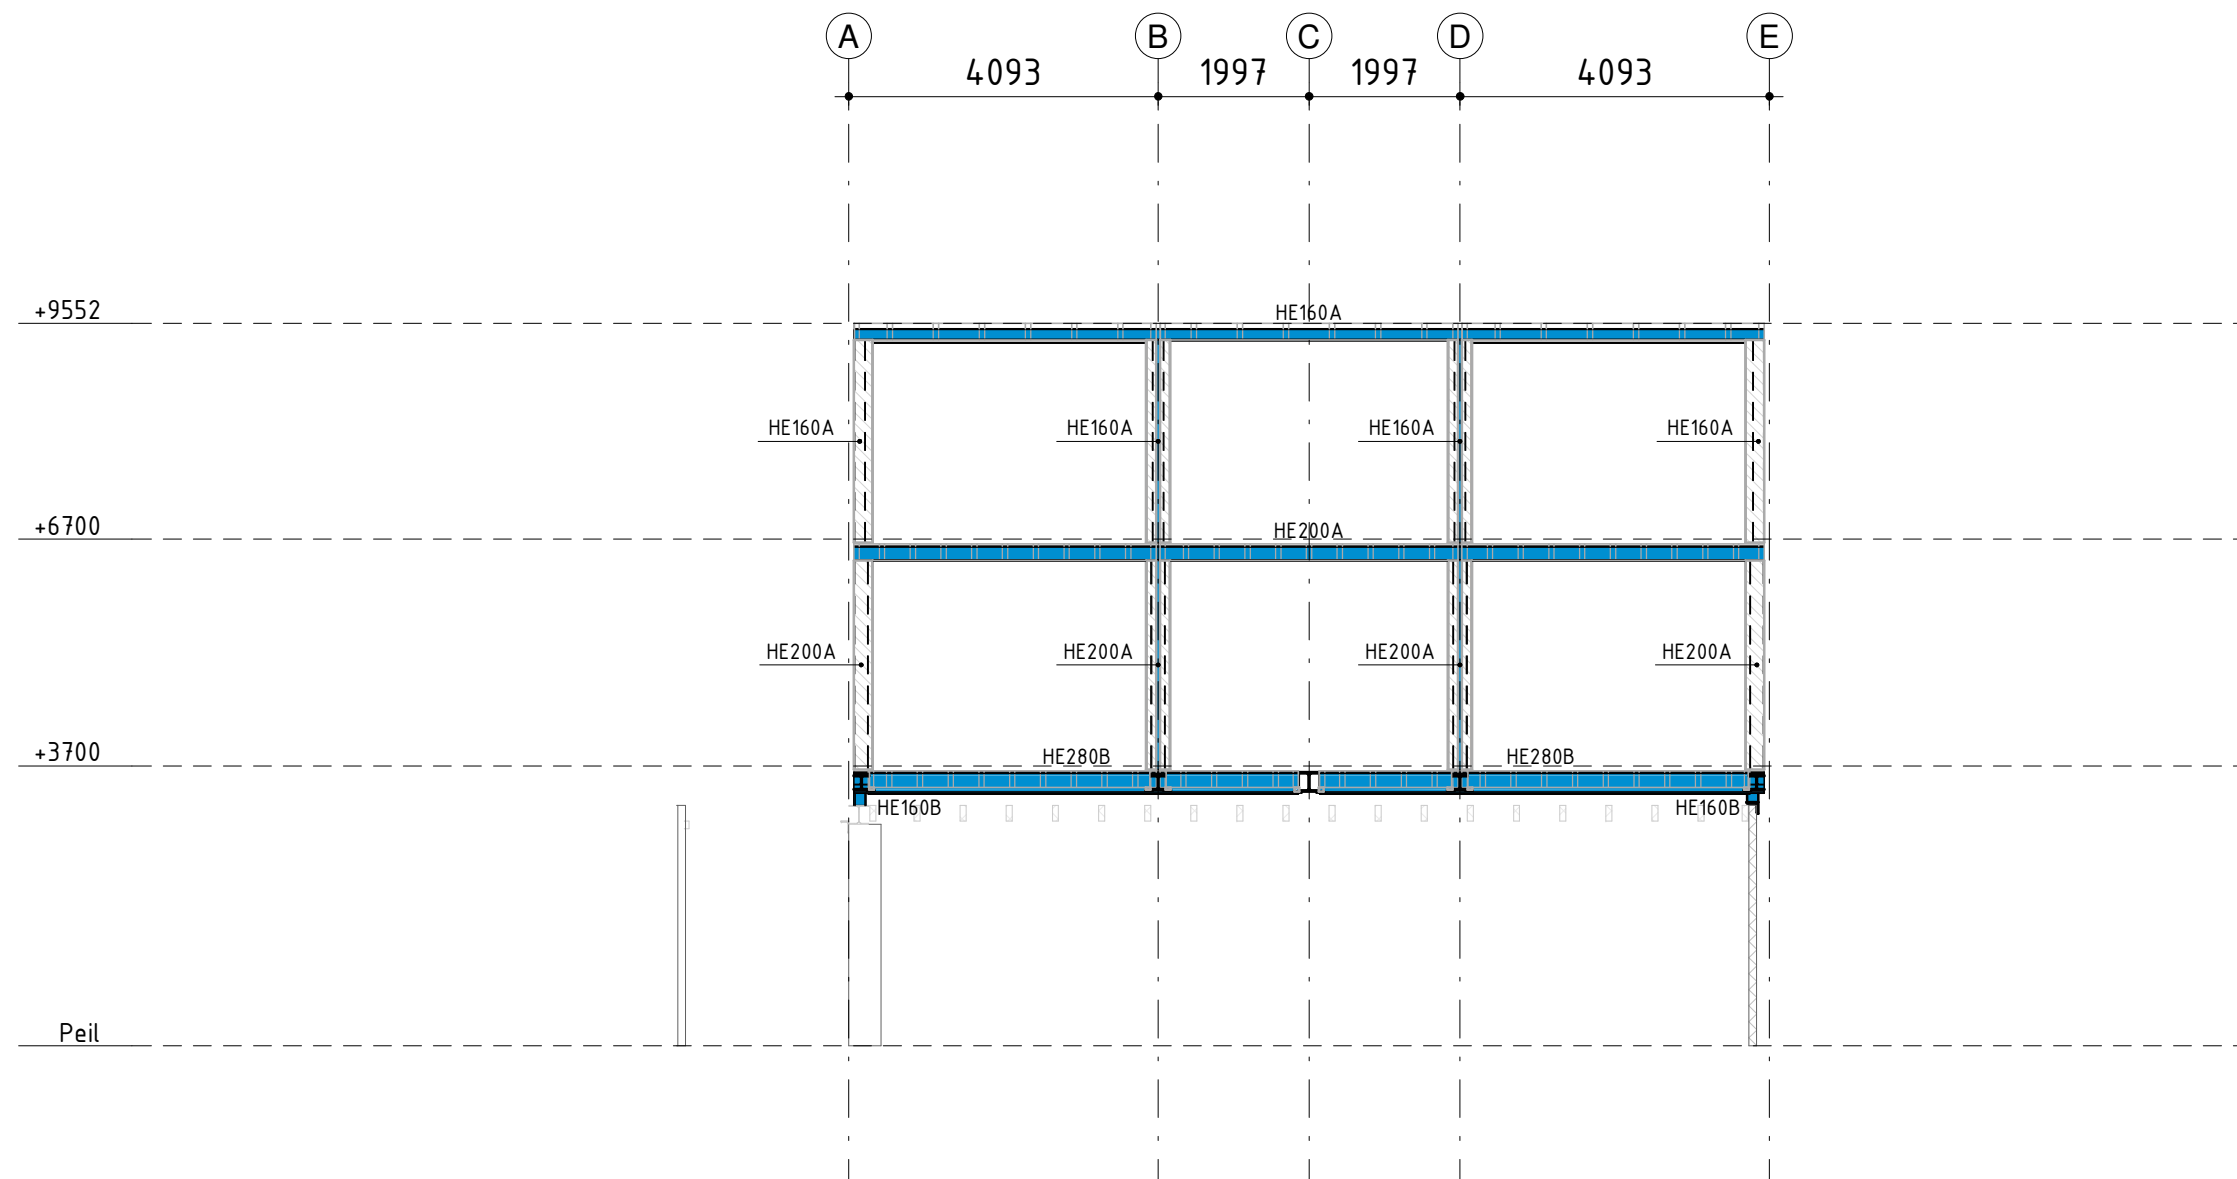 A B C D E
4093 1997 1997 4093
+9552
HE160A
HE160A HE160A HE160A HE160A
+6700
HE200A
HE200A HE200A HE200A HE200A
+3700
HE280B HE280B
HE160B HE160B
Peil